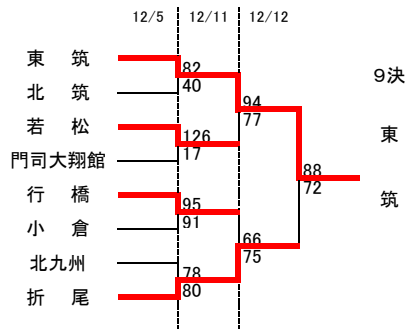 12/5 12/11 12/12
東 筑
82
9決
北 筑
40
94
若 松
77
126
東
門司大翔館
17
88
行 橋
72
95
筑
小 倉
91
66
北九州
75
78
折 尾
80